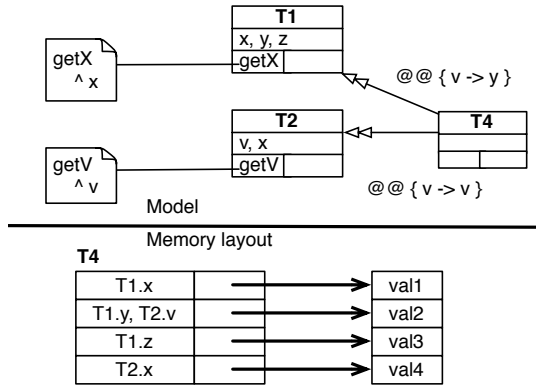 T1
x, y, z
getX
getX
^ x
@@ { v -> y }
T2
v, x
getV
T4
getV
^ v
@@ { v -> v }
Model
Memory layout
T4
T1.x
val1
T1.y, T2.v
val2
T1.z
val3
T2.x
val4